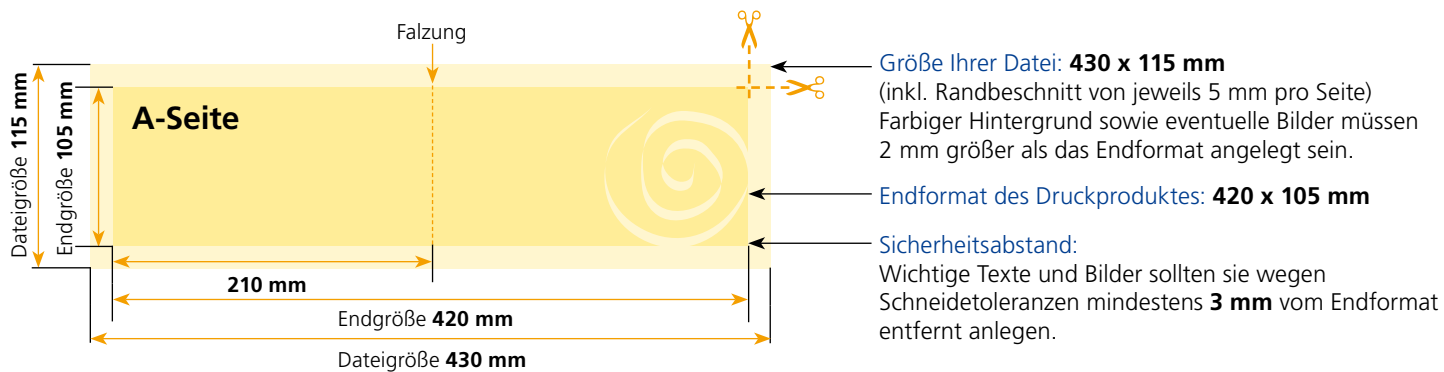 Falzung
Dateigröße 115 mm
Endgröße 105 mm
A-Seite
210 mm
Endgröße 420 mm
Dateigröße 430 mm
Größe Ihrer Datei: 430 x 115 mm
(inkl. Randbeschnitt von jeweils 5 mm pro Seite)
Farbiger Hintergrund sowie eventuelle Bilder müssen
2 mm größer als das Endformat angelegt sein.
Endformat des Druckproduktes: 420 x 105 mm
Sicherheitsabstand:
Wichtige Texte und Bilder sollten sie wegen
Schneidetoleranzen mindestens 3 mm vom Endformat
entfernt anlegen.